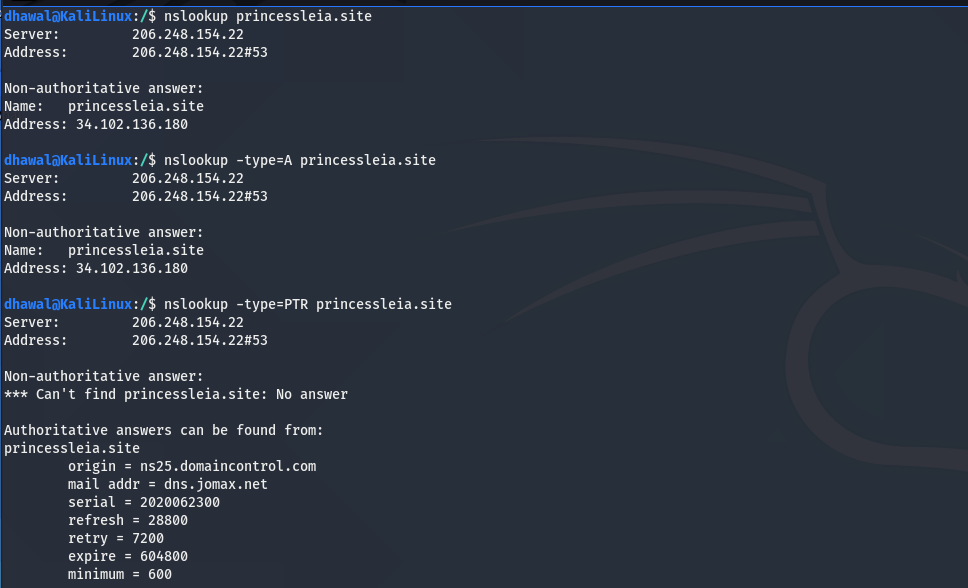 dhawal@KaliLinux:/$ nslookup princessleia.site
Server:         206.248.154.22
Address:        206.248.154.22#53

Non-authoritative answer:
Name:   princessleia.site
Address: 34.102.136.180

dhawal@KaliLinux:/$ nslookup -type=A princessleia.site
Server:         206.248.154.22
Address:        206.248.154.22#53

Non-authoritative answer:
Name:   princessleia.site
Address: 34.102.136.180

dhawal@KaliLinux:/$ nslookup -type=PTR princessleia.site
Server:         206.248.154.22
Address:        206.248.154.22#53

Non-authoritative answer:
*** Can't find princessleia.site: No answer

Authoritative answers can be found from:
princessleia.site
        origin = ns25.domaincontrol.com
        mail addr = dns.jomax.net
        serial = 2020062300
        refresh = 28800
        retry = 7200
        expire = 604800
        minimum = 600